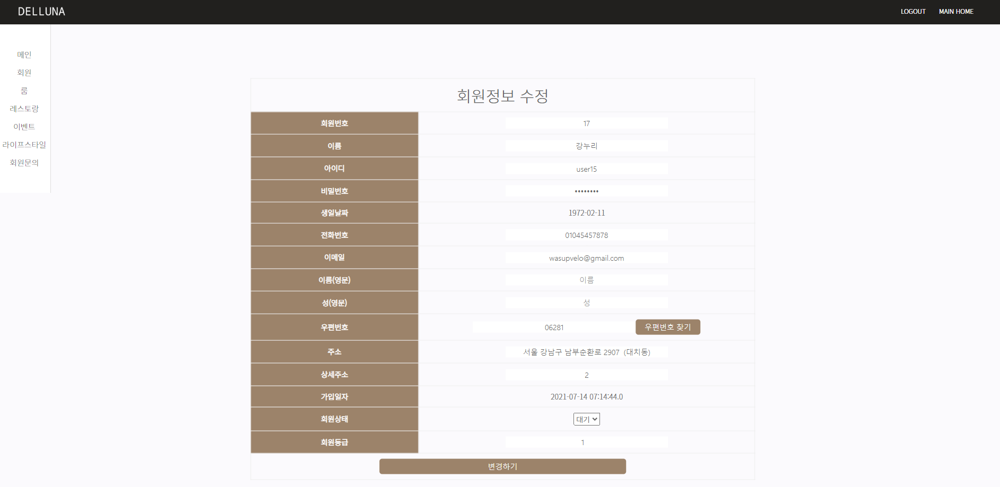 DELLUNA LOGOUT MAIN HOME
메인
회원
룸
레스토랑
이벤트
라이프스타일
회원문의
회원정보 수정
회원번호 17
이름 강누리
아이디 user15
비밀번호 ••••••••
생일날짜 1972-02-11
전화번호 01045457878
이메일 wasupvelo@gmail.com
이름(영문) 이름
성(영문) 성
우편번호 06281 우편번호 찾기
주소 서울 강남구 남부순환로 2907 (대치동)
상세주소 2
가입일자 2021-07-14 07:14:44.0
회원상태 대기
회원등급 1
변경하기